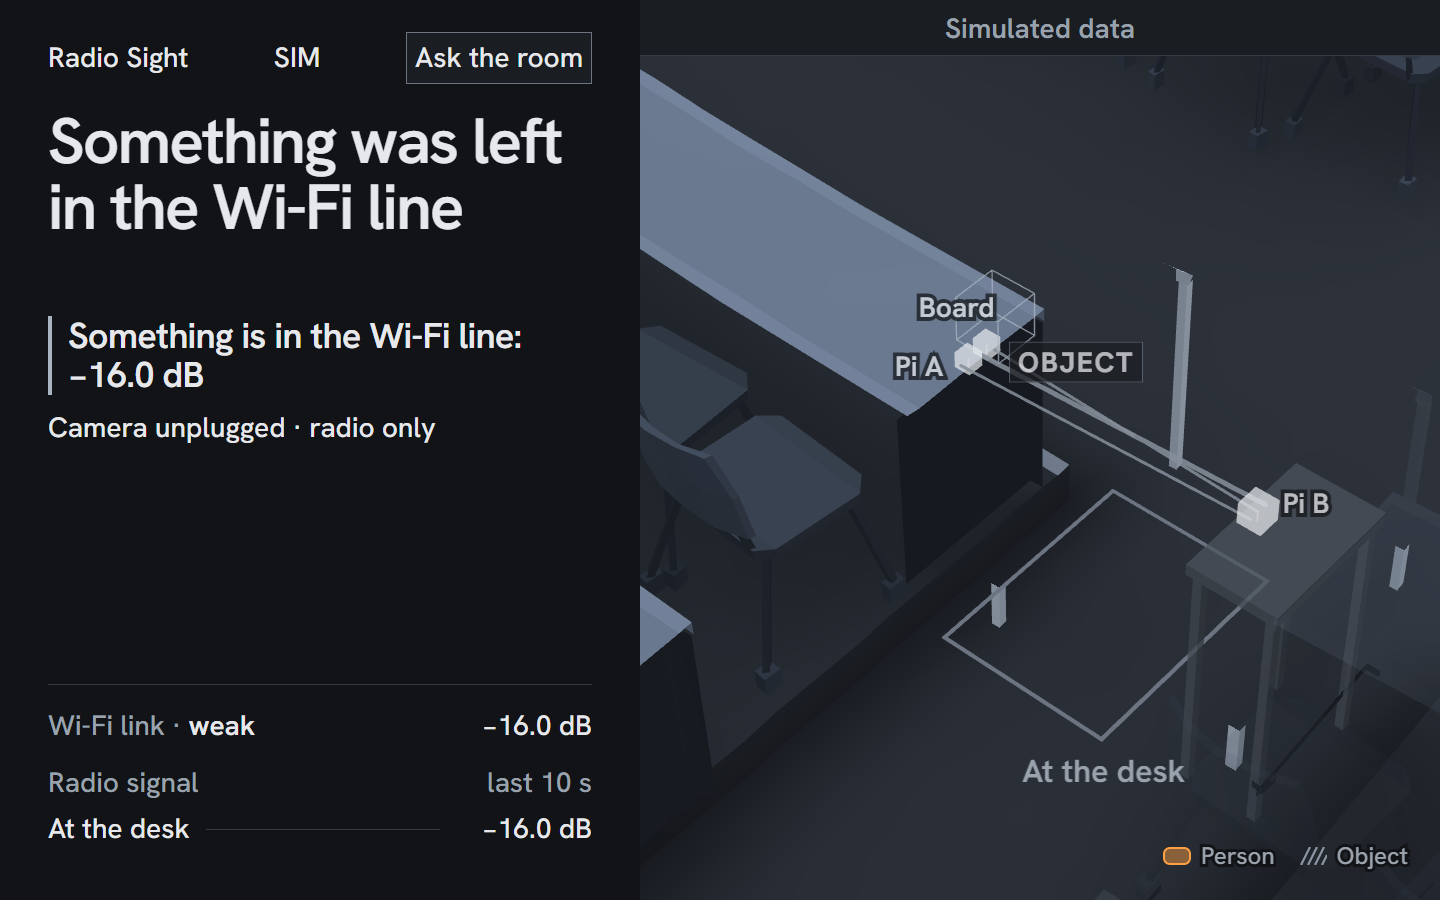 Radio Sight
SIM
Ask the room
Something was left
in the Wi-Fi line
Something is in the Wi-Fi line:
−16.0 dB
Camera unplugged · radio only
Wi-Fi link · weak
−16.0 dB
Radio signal
last 10 s
At the desk
−16.0 dB
Simulated data
Board
Pi A
OBJECT
Pi B
At the desk
Person
Object